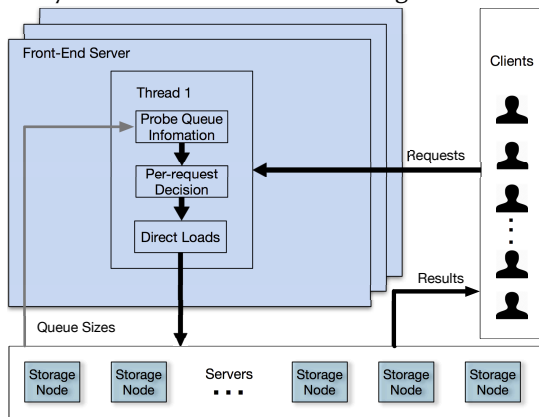 Front-End Server
Clients
Thread 1
Probe Queue
Infomation
Requests
Per-request
Decision
Direct Loads
Results
Queue Sizes
Servers
Storage
Node
Storage
Node
Storage
Node
Storage
Node
Storage
Node